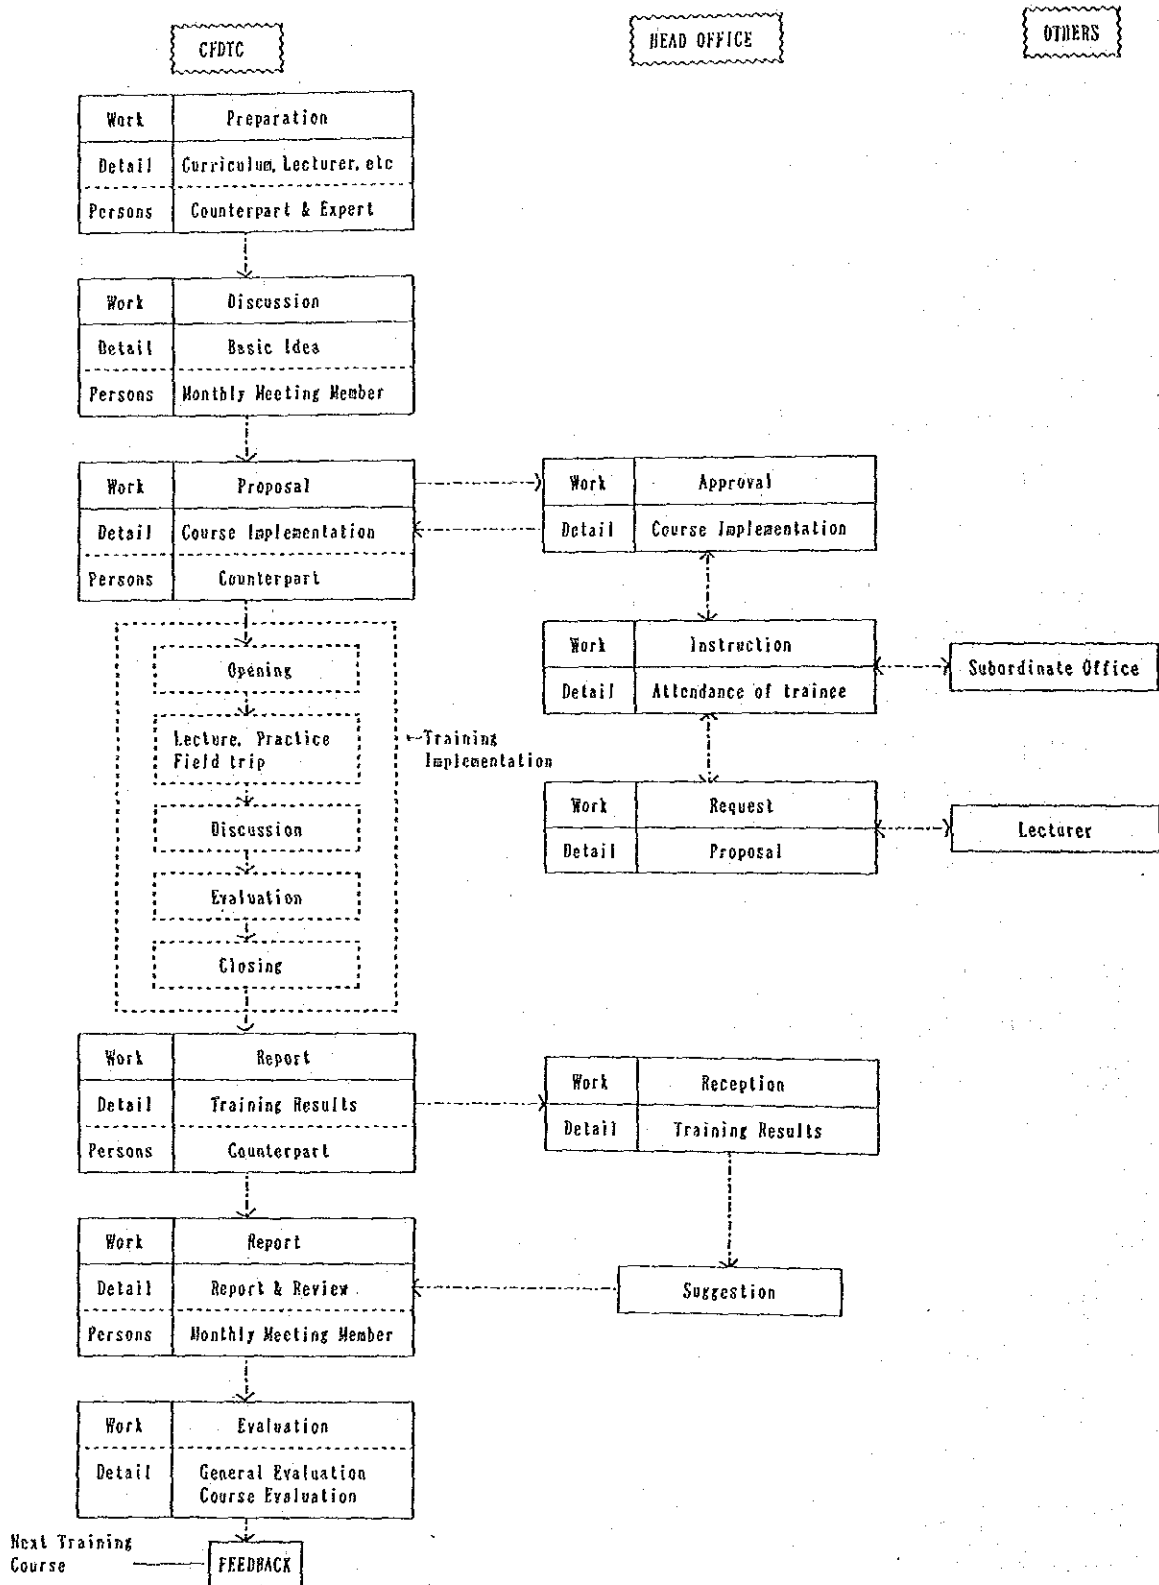 CFDTC
HEAD OFFICE
OTHERS
Work Preparation
Detail Curriculum, Lecturer, etc
Persons Counterpart & Expert
Work Discussion
Detail Basic Idea
Persons Monthly Meeting Member
Work Proposal
Detail Course Implementation
Persons Counterpart
Work Approval
Detail Course Implementation
Opening
Lecture, Practice
Field trip
Discussion
Evaluation
Closing
Training
Implementation
Work Instruction
Detail Attendance of trainee
Subordinate Office
Work Request
Detail Proposal
Lecturer
Work Report
Detail Training Results
Persons Counterpart
Work Reception
Detail Training Results
Work Report
Detail Report & Review
Persons Monthly Meeting Member
Suggestion
Work Evaluation
Detail General Evaluation
Course Evaluation
Next Training
Course
FEEDBACK